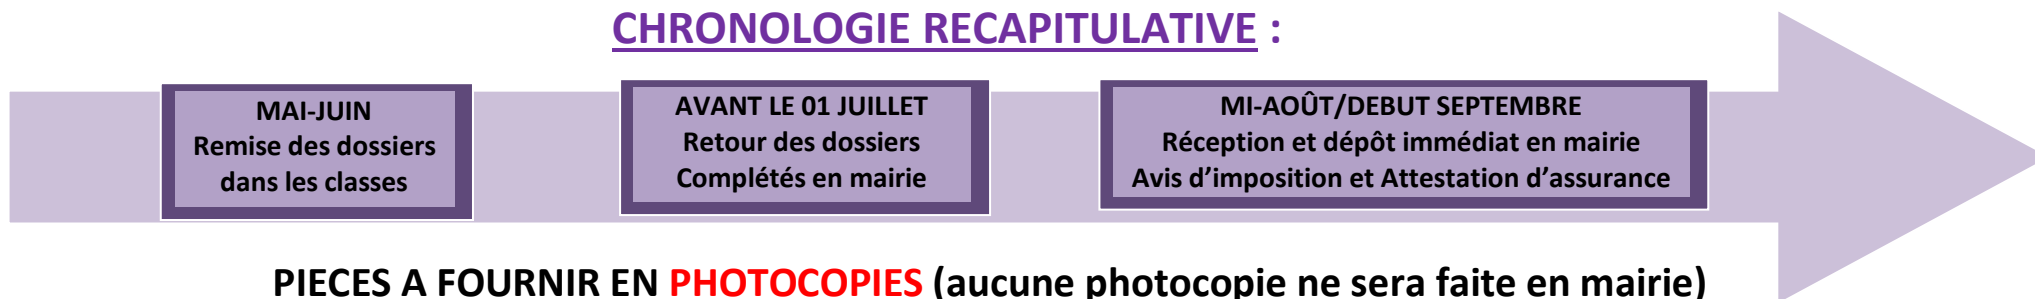 CHRONOLOGIE RECAPITULATIVE :
MAI-JUIN
Remise des dossiers
dans les classes
AVANT LE 01 JUILLET
Retour des dossiers
Complétés en mairie
MI-AOÛT/DEBUT SEPTEMBRE
Réception et dépôt immédiat en mairie
Avis d’imposition et Attestation d’assurance
PIECES A FOURNIR EN PHOTOCOPIES (aucune photocopie ne sera faite en mairie)